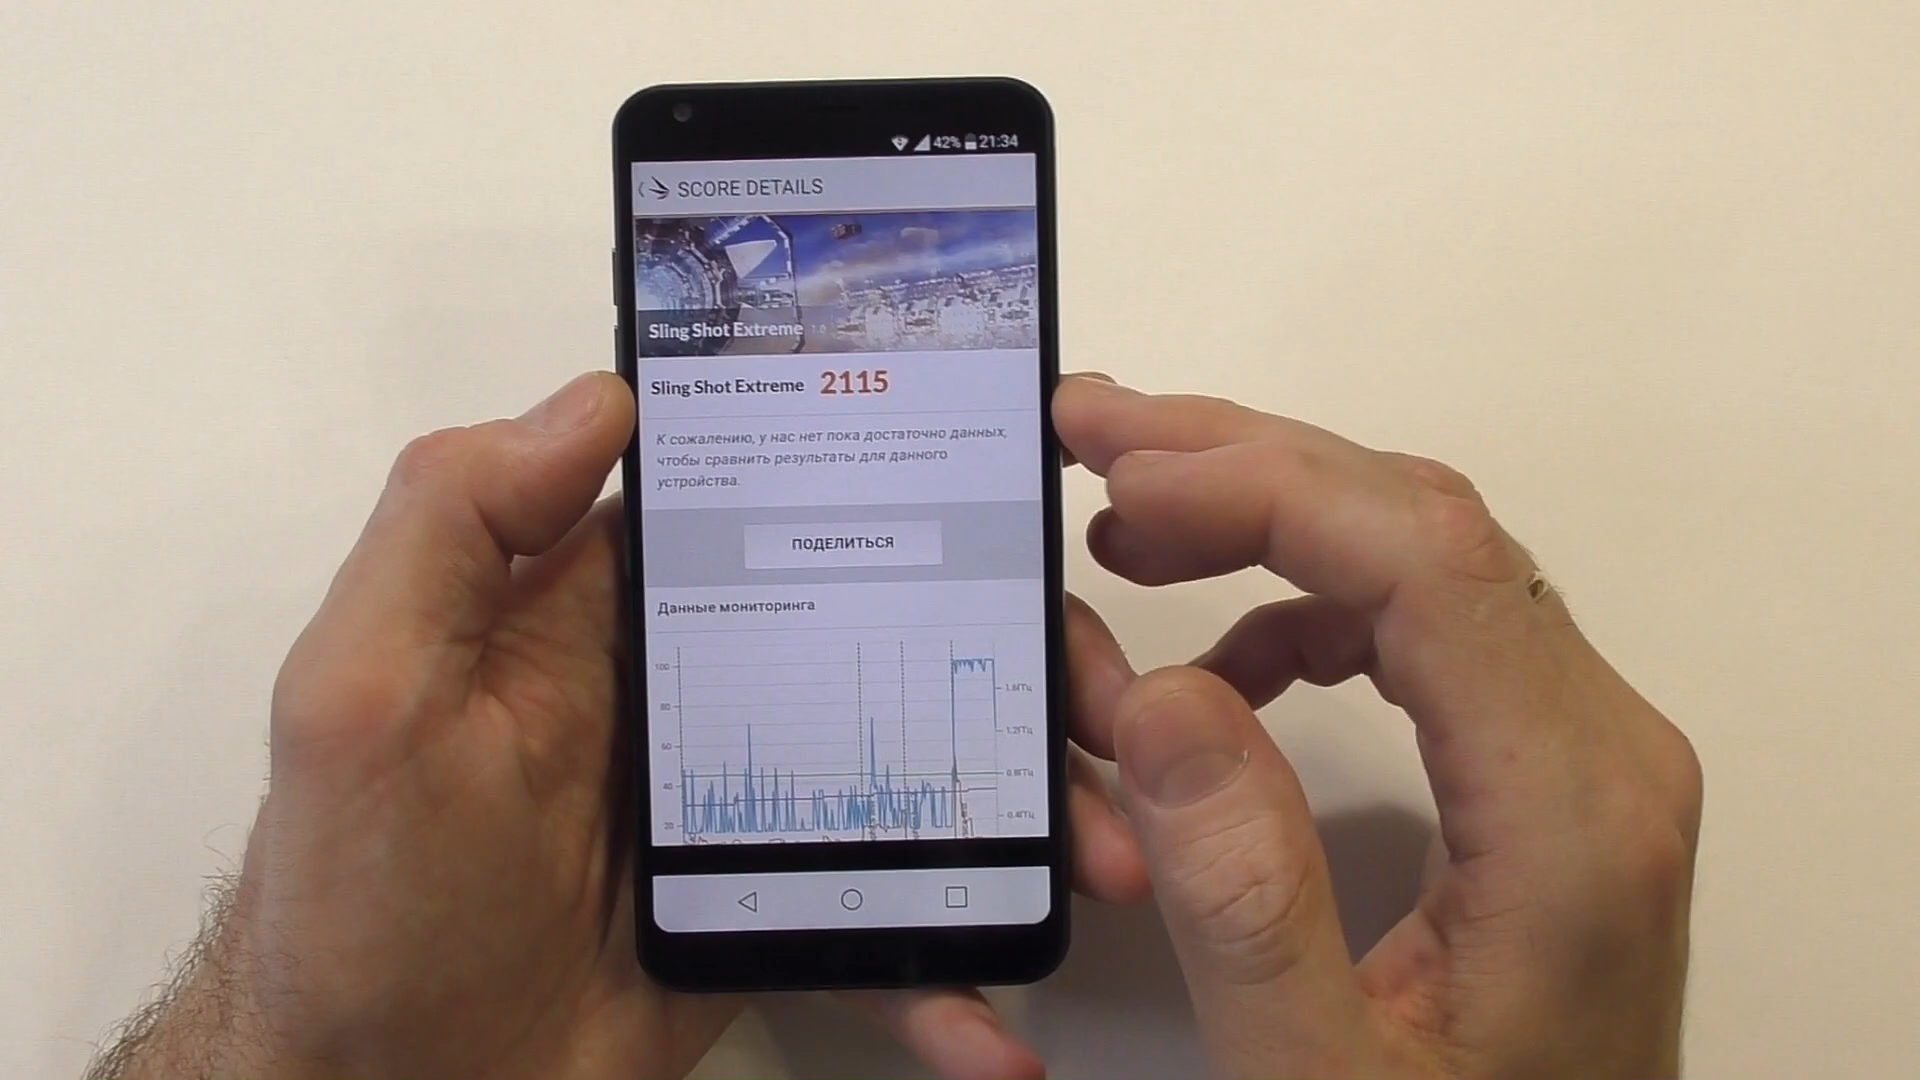 42% 21:34
SCORE DETAILS
Sling Shot Extreme 1.0
Sling Shot Extreme 2115
К сожалению, у нас нет пока достаточно данных,
чтобы сравнить результаты для данного
устройства.
ПОДЕЛИТЬСЯ
Данные мониторинга
100
1.6ГГц
80
1.2ГГц
60
0.8ГГц
40
0.4ГГц
20